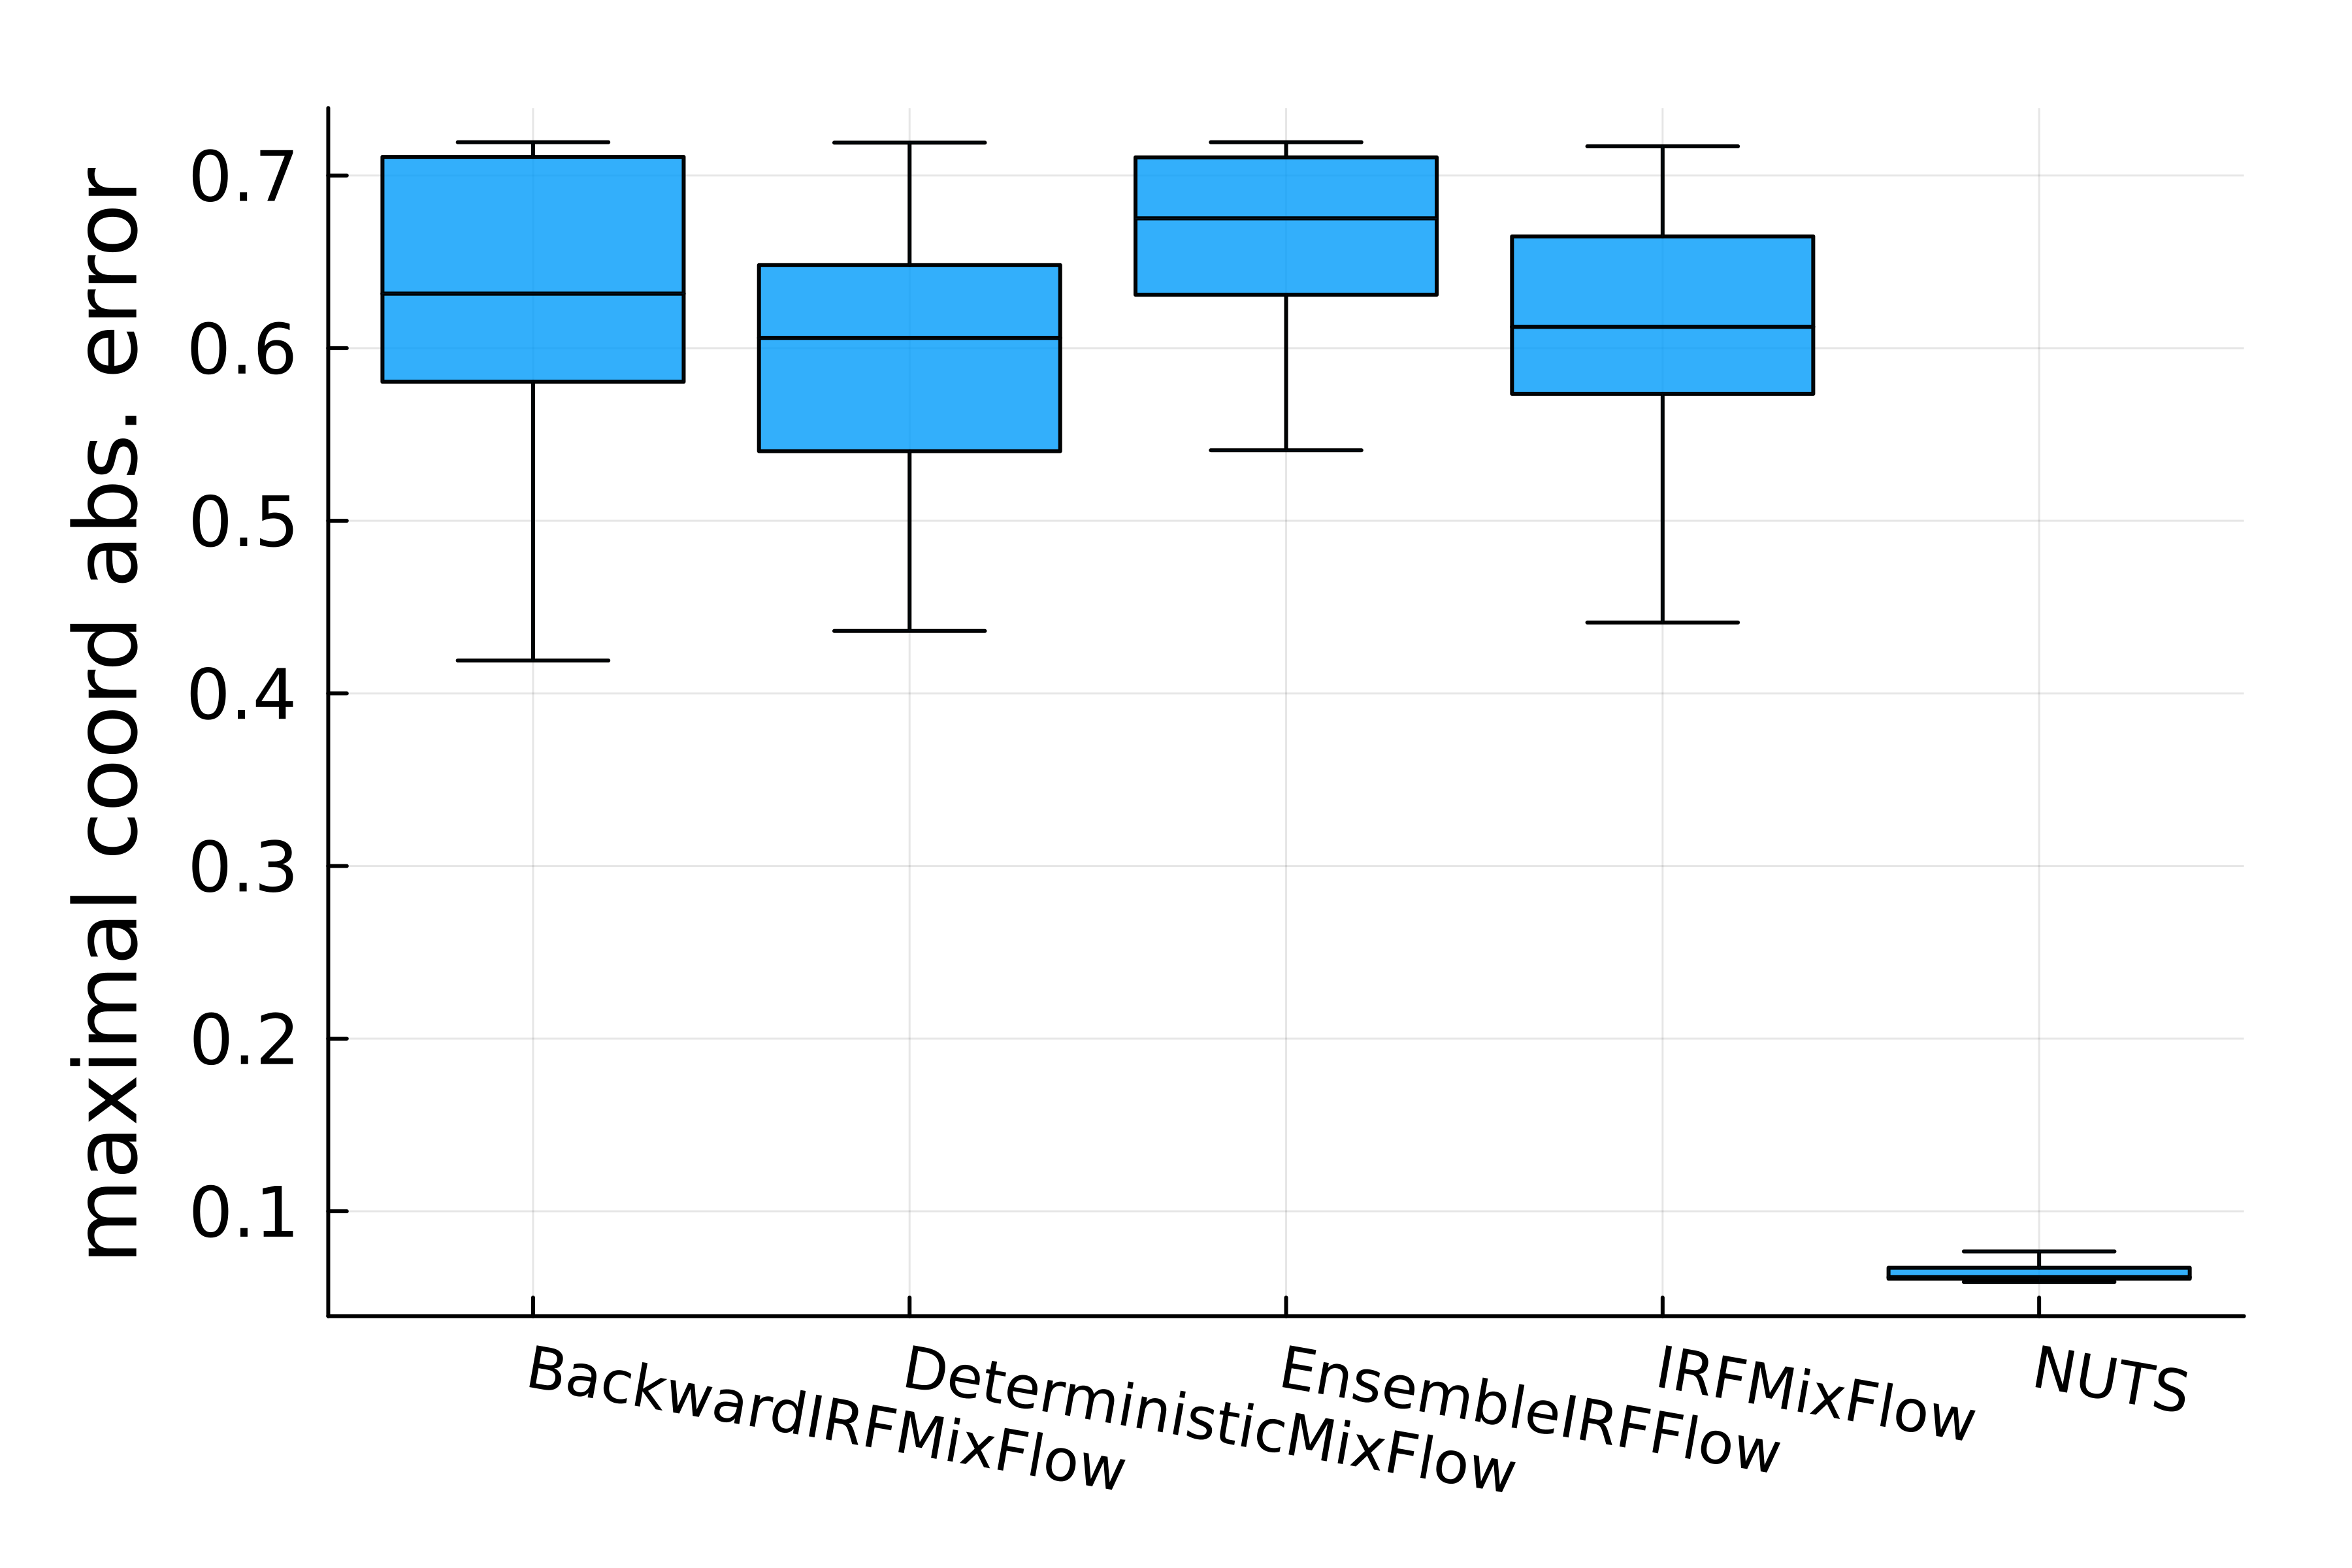 maximal coord abs. error
0.7
0.6
0.5
0.4
0.3
0.2
0.1
BackwardIRFMixFlow
DeterministicMixFlow
EnsembleIRFFlow
IRFMixFlow
NUTS